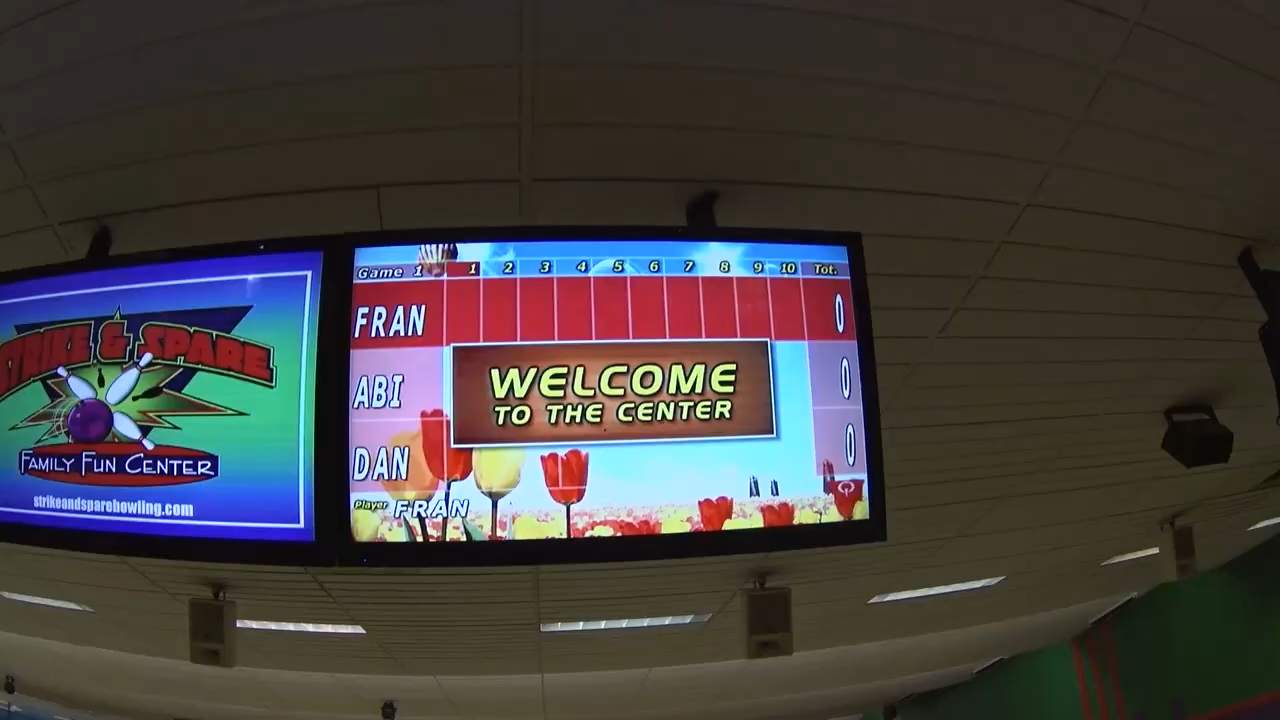 STRIKE & SPARE
FAMILY FUN CENTER
strikeandsparebowling.com
Game 1 1 2 3 4 5 6 7 8 9 10 Tot.
FRAN 0
WELCOME
TO THE CENTER
ABI 0
DAN 0
Player FRAN